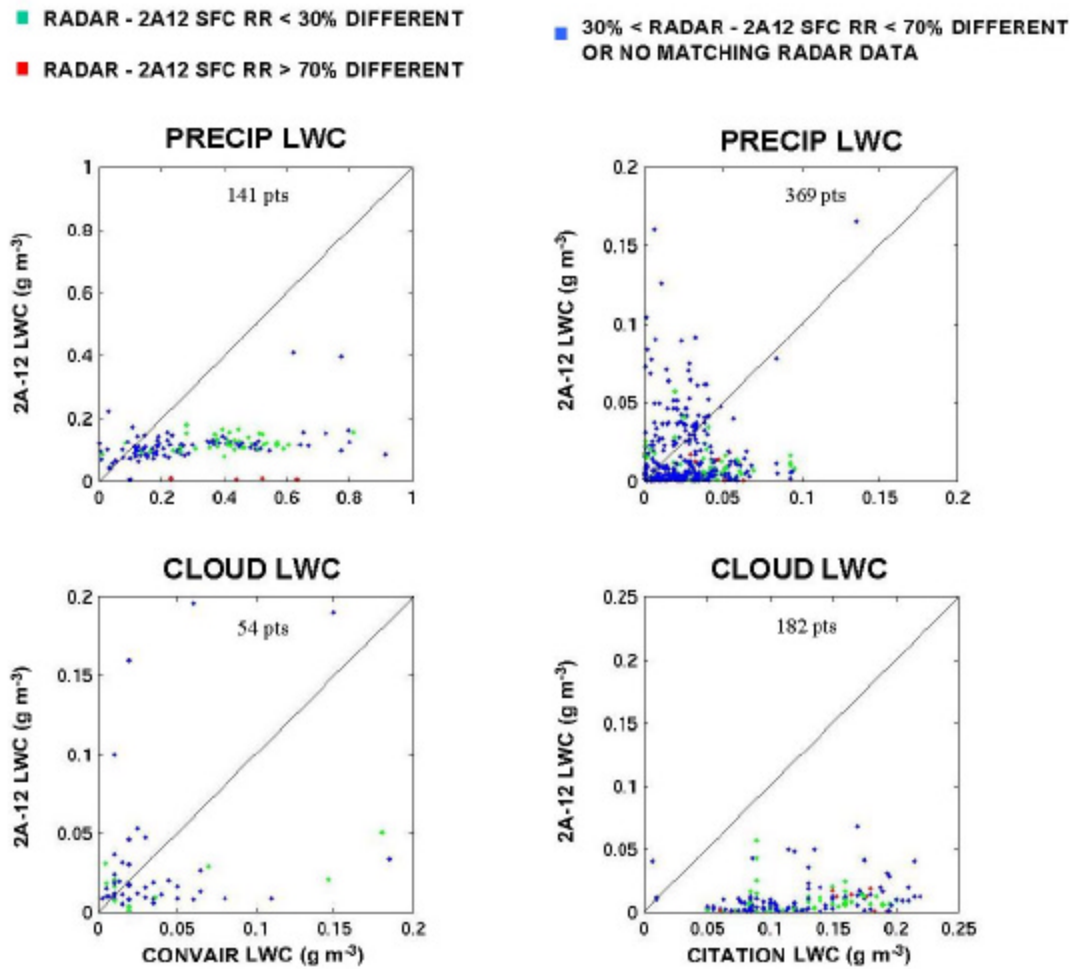 RADAR - 2A12 SFC RR < 30% DIFFERENT
RADAR - 2A12 SFC RR > 70% DIFFERENT
30% < RADAR - 2A12 SFC RR < 70% DIFFERENT
OR NO MATCHING RADAR DATA
PRECIP LWC
141 pts
2A-12 LWC (g m-3)
1
0.8
0.6
0.4
0.2
0
0 0.2 0.4 0.6 0.8 1
PRECIP LWC
369 pts
2A-12 LWC (g m-3)
0.2
0.15
0.1
0.05
0
0 0.05 0.1 0.15 0.2
CLOUD LWC
54 pts
2A-12 LWC (g m-3)
0.2
0.15
0.1
0.05
0
0 0.05 0.1 0.15 0.2
CONVAIR LWC (g m-3)
CLOUD LWC
182 pts
2A-12 LWC (g m-3)
0.25
0.2
0.15
0.1
0.05
0
0 0.05 0.1 0.15 0.2 0.25
CITATION LWC (g m-3)